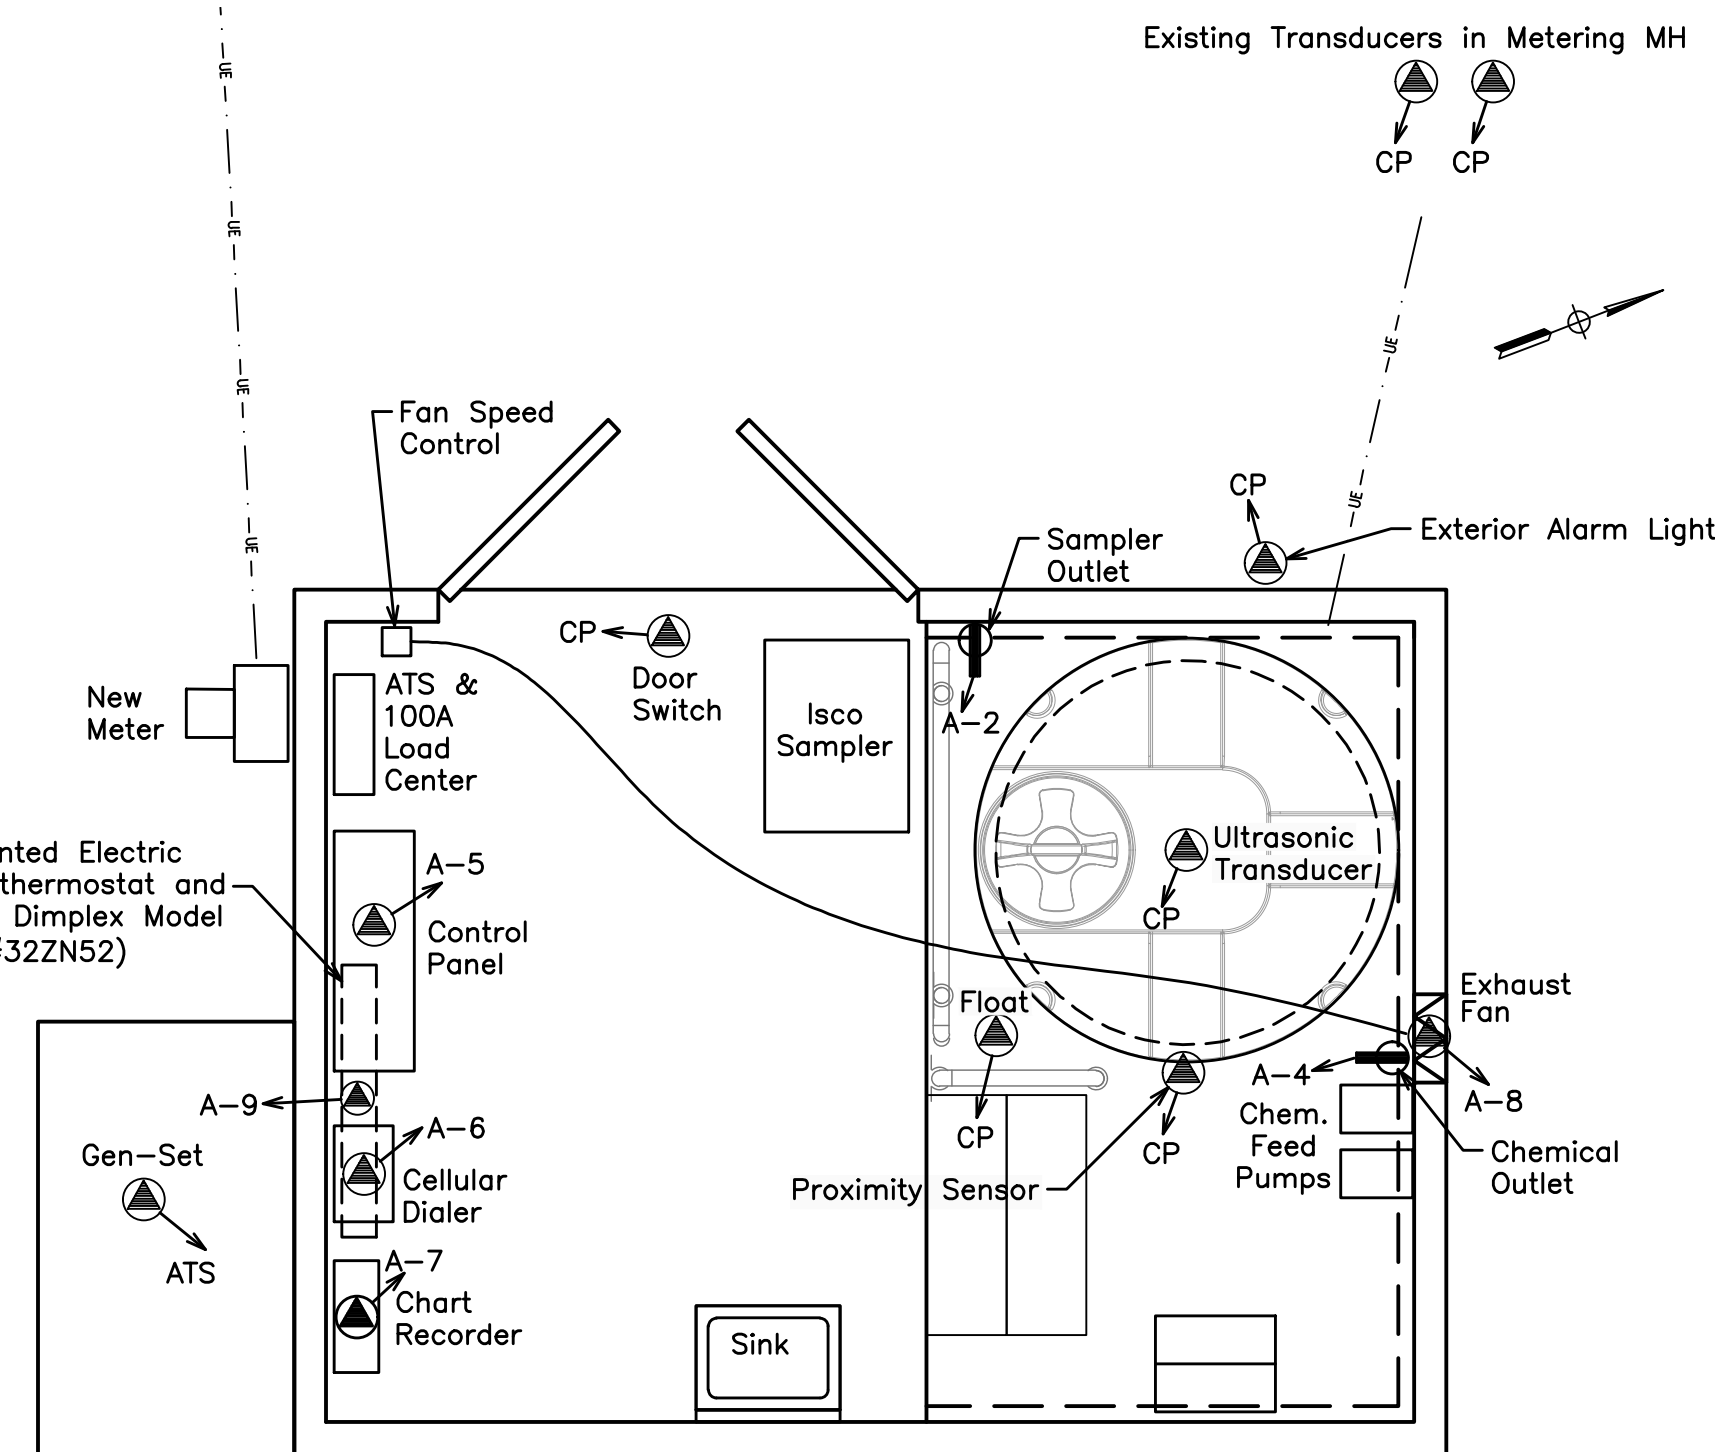 Existing Transducers in Metering MH
CP
CP
UE
UE
UE
UE
UE
UE
Fan Speed
Control
CP
Exterior Alarm Light
Sampler
Outlet
CP
Door
Switch
New
Meter
ATS &
100A
Load
Center
Isco
Sampler
A-2
Ultrasonic
Transducer
CP
nted Electric
thermostat and
Dimplex Model
#32ZN52)
A-5
Control
Panel
Float
CP
Exhaust
Fan
A-4
A-8
Chem.
Feed
Pumps
Chemical
Outlet
CP
Proximity Sensor
A-9
A-6
Cellular
Dialer
Gen-Set
ATS
A-7
Chart
Recorder
Sink